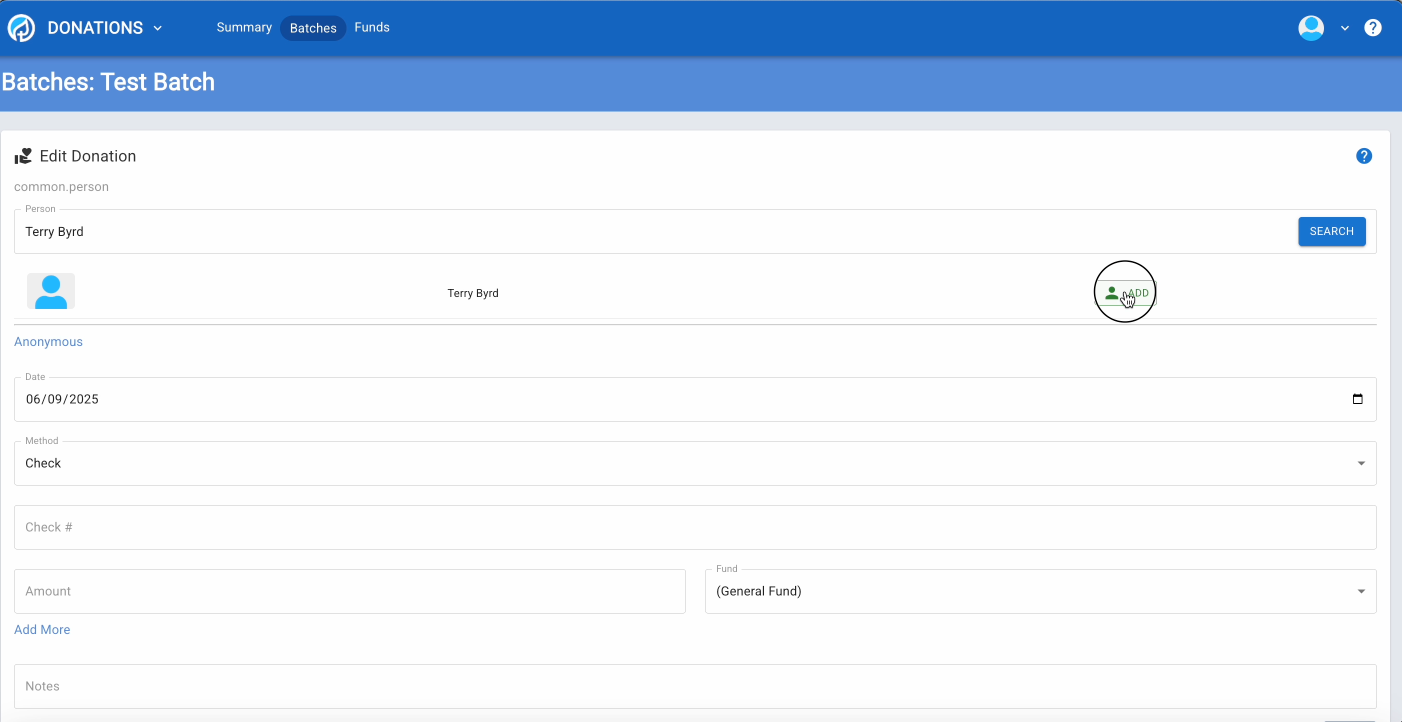 DONATIONS Summary Batches Funds
Batches: Test Batch
Edit Donation
common.person
Person
Terry Byrd SEARCH
Terry Byrd ADD
Anonymous
Date
06/09/2025
Method
Check
Check #
Fund
Amount (General Fund)
Add More
Notes